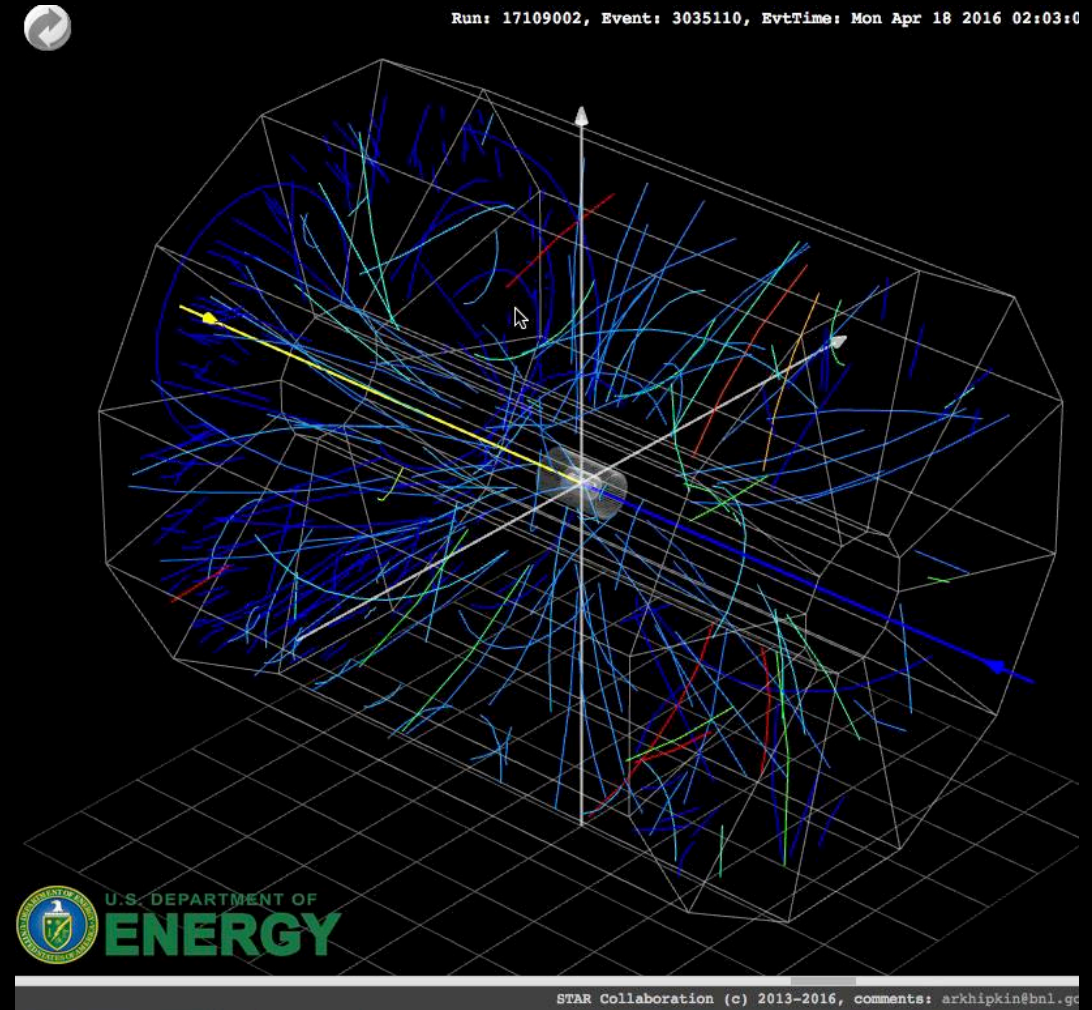 Run: 17109002, Event: 3035110, EvtTime: Mon Apr 18 2016 02:03:0
U.S. DEPARTMENT OF
ENERGY
STAR Collaboration (c) 2013-2016, comments: arkhipkin@bnl.go